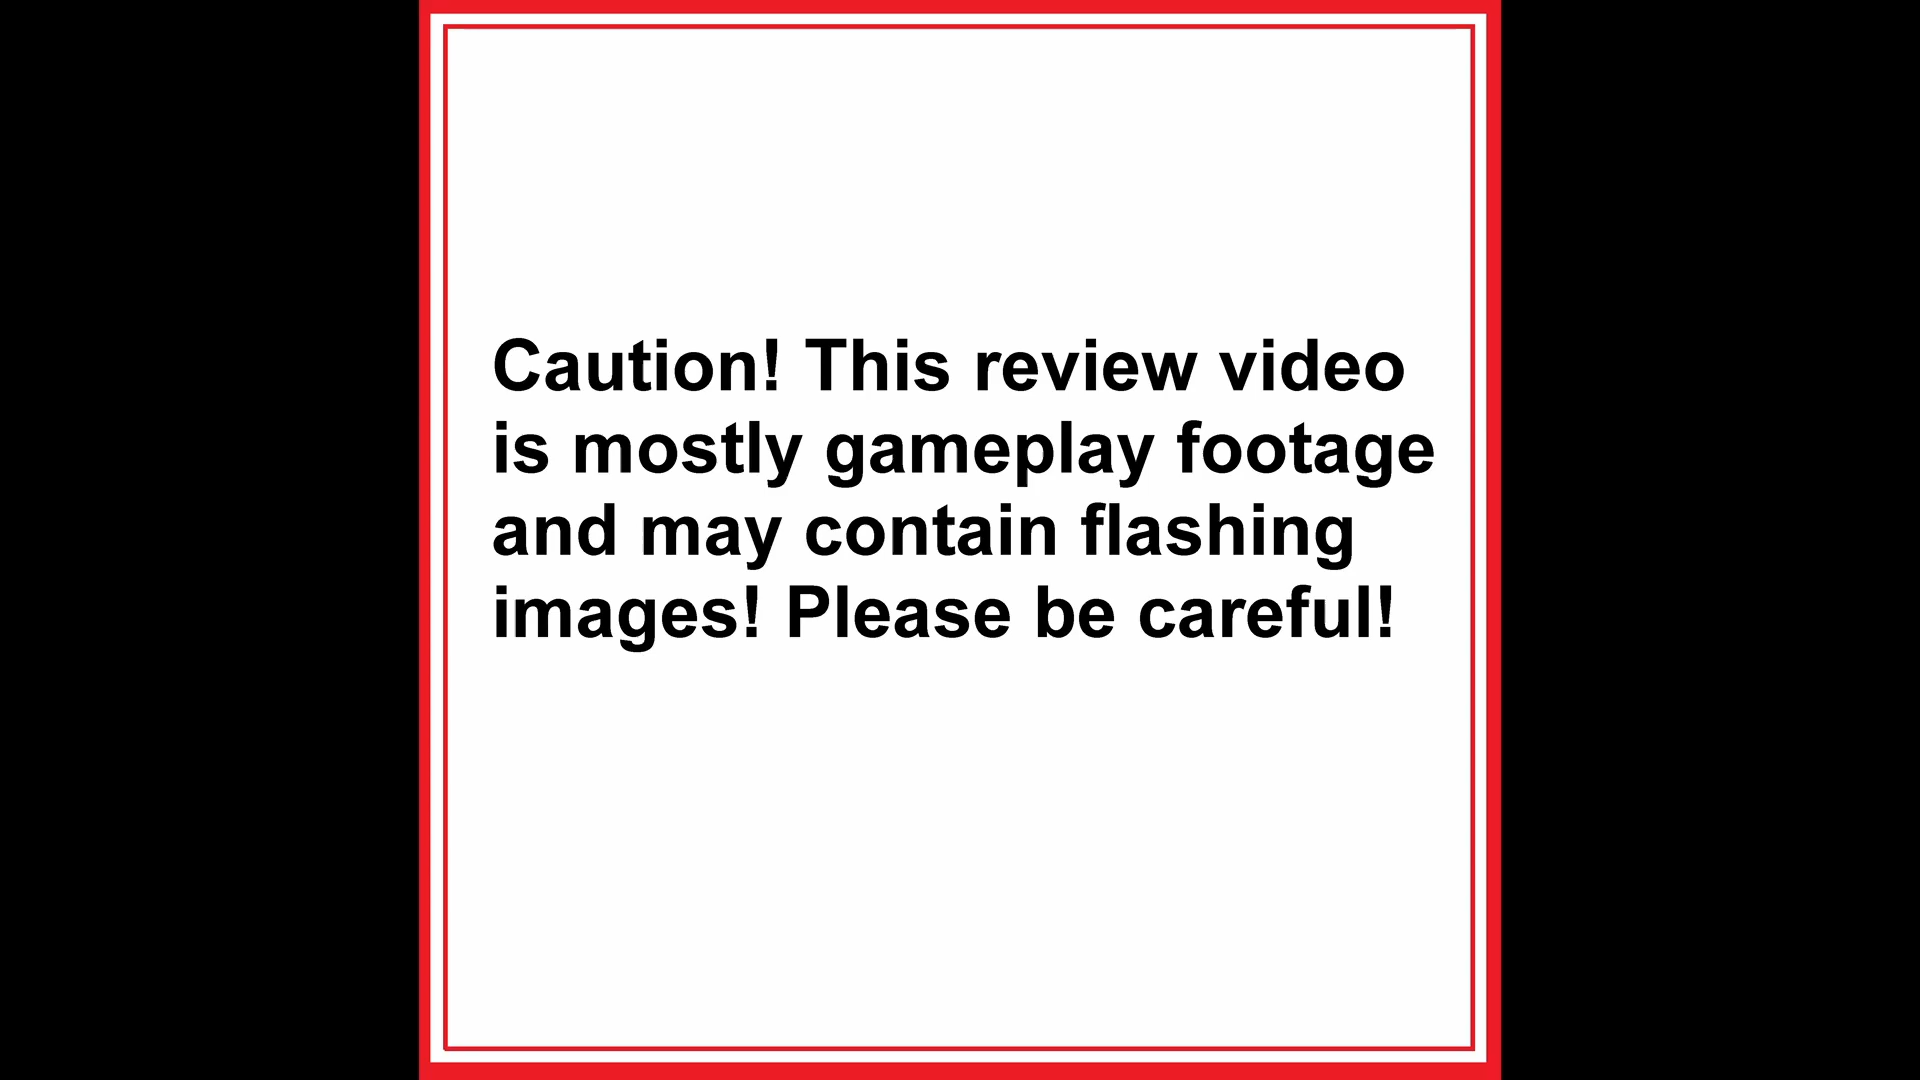 Caution! This review video
is mostly gameplay footage
and may contain flashing
images! Please be careful!